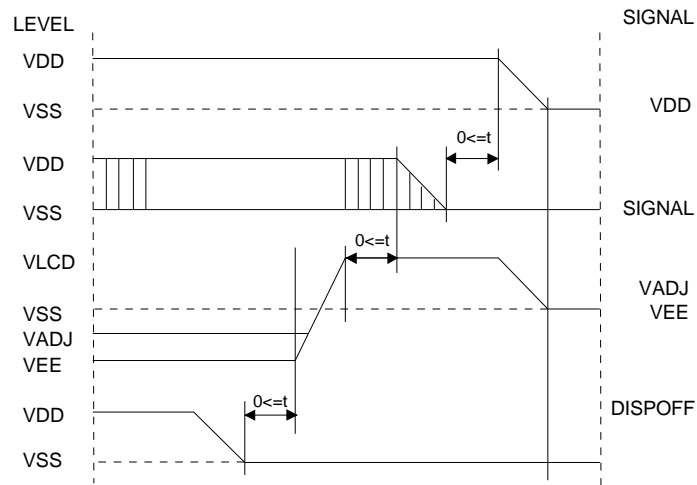 LEVEL
SIGNAL
VDD
VSS
VDD
0<=t
VDD
VSS
SIGNAL
0<=t
VLCD
VSS
VADJ
VEE
VADJ
VEE
0<=t
VDD
DISPOFF
VSS